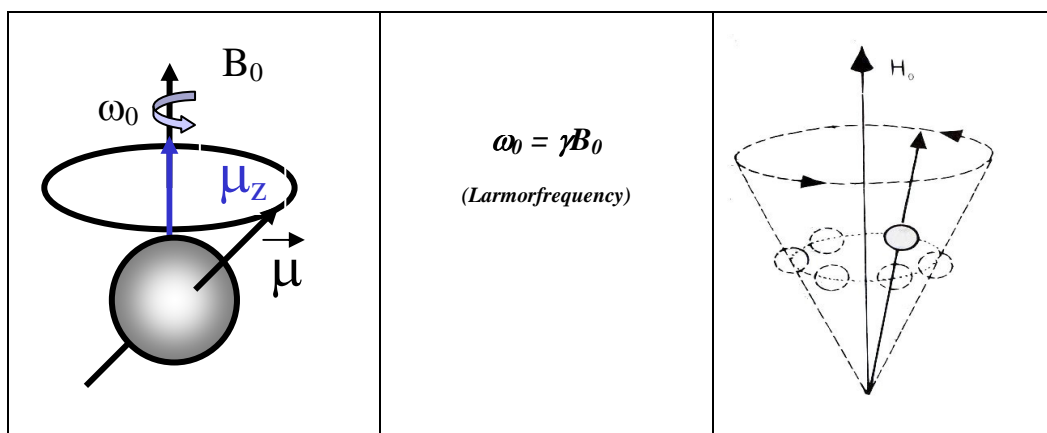 B₀
ω₀
μz
μ⃗
ω₀ = γB₀
(Larmorfrequency)
H₀